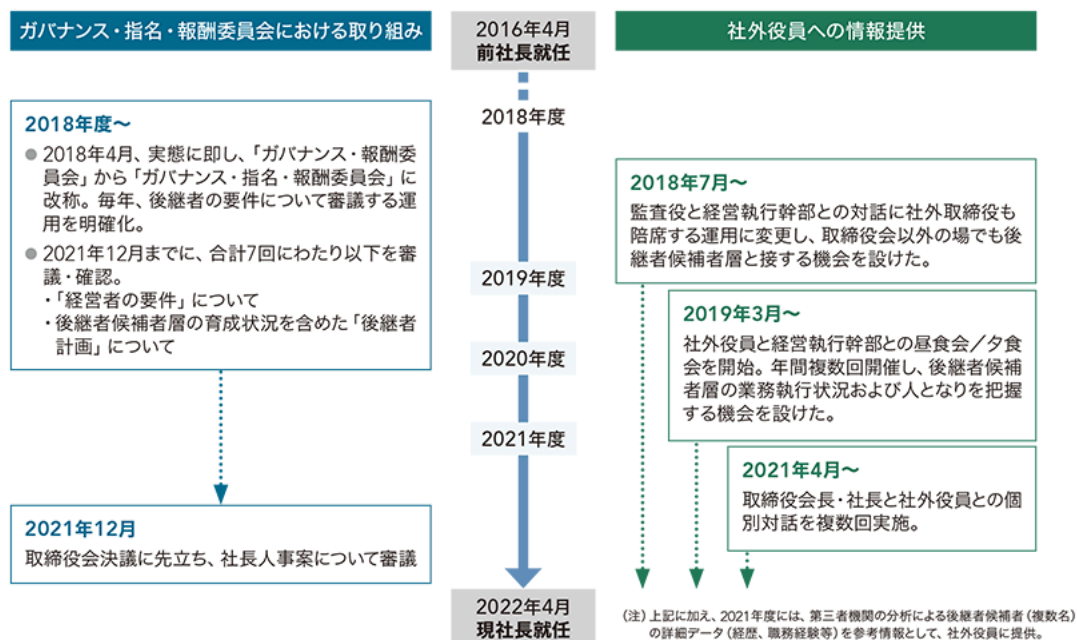 ガバナンス・指名・報酬委員会における取り組み
2018年度～
● 2018年4月、実態に即し、「ガバナンス・報酬委
員会」から「ガバナンス・指名・報酬委員会」に
改称。毎年、後継者の要件について審議する運
用を明確化。
● 2021年12月までに、合計7回にわたり以下を審
議・確認。
・「経営者の要件」について
・後継者候補者層の育成状況を含めた「後継者
計画」について
2021年12月
取締役会決議に先立ち、社長人事案について審議
2016年4月
前社長就任
2018年度
2019年度
2020年度
2021年度
2022年4月
現社長就任
社外役員への情報提供
2018年7月～
監査役と経営執行幹部との対話に社外取締役も
陪席する運用に変更し、取締役会以外の場でも後
継者候補者層と接する機会を設けた。
2019年3月～
社外役員と経営執行幹部との昼食会／夕食
会を開始。年間複数回開催し、後継者候補
者層の業務執行状況および人となりを把握
する機会を設けた。
2021年4月～
取締役会長・社長と社外役員との個
別対話を複数回実施。
（注）上記に加え、2021年度には、第三者機関の分析による後継者候補者（複数名）
の詳細データ（経歴、職務経験等）を参考情報として、社外役員に提供。